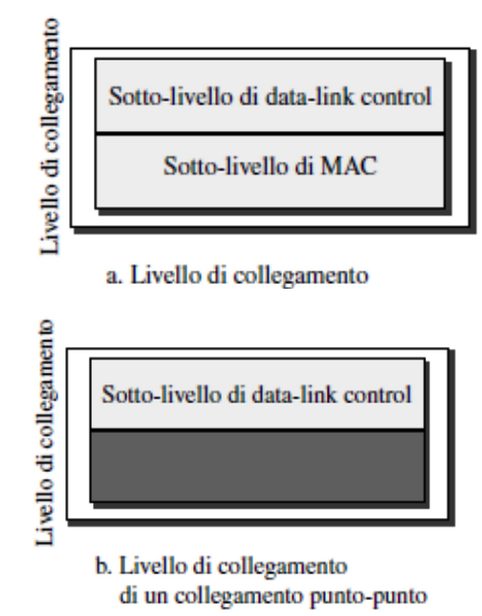 Livello di collegamento
Sotto-livello di data-link control
Sotto-livello di MAC
a. Livello di collegamento
Livello di collegamento
Sotto-livello di data-link control
b. Livello di collegamento
di un collegamento punto-punto